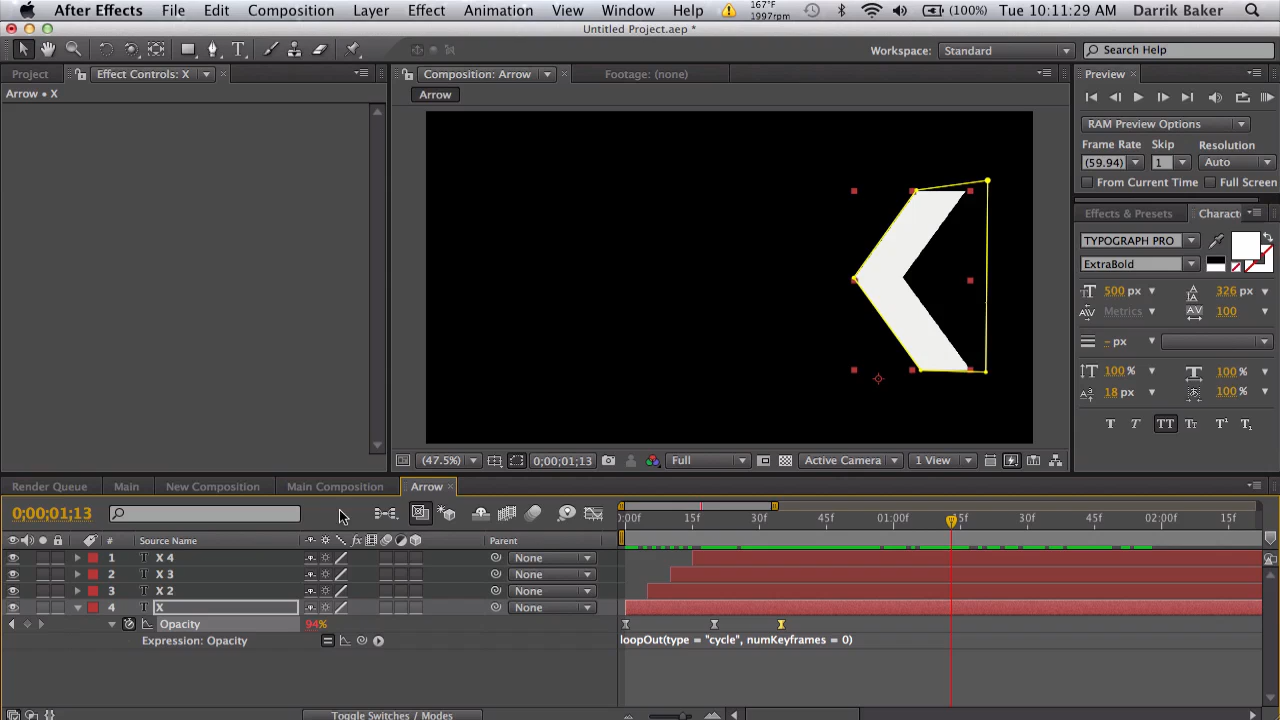 After Effects File Edit Composition Layer Effect Animation View Window Help 167°F 1997rpm (100%) Tue 10:11:29 AM Darrik Baker
Untitled Project.aep *
Workspace: Standard Search Help
Project Effect Controls: X Composition: Arrow Footage: (none) Preview
Arrow • X Arrow
RAM Preview Options
Frame Rate Skip Resolution
(59.94) 1 Auto
From Current Time Full Screen
Effects & Presets Charact
TYPOGRAPH PRO
ExtraBold
500 px 326 px
Metrics 100
– px
100 % 100 %
18 px 100 %
T T TT Tr T¹ T₁
(47.5%) 0;00;01;13 Full Active Camera 1 View
Render Queue Main New Composition Main Composition Arrow
0;00;01;13 0:00f 15f 30f 45f 01:00f 15f 30f 45f 02:00f 15f
Source Name fx Parent
1 T X 4 None
2 T X 3 None
3 T X 2 None
4 T X None
Opacity 94%
Expression: Opacity loopOut(type = "cycle", numKeyframes = 0)
Toggle Switches / Modes